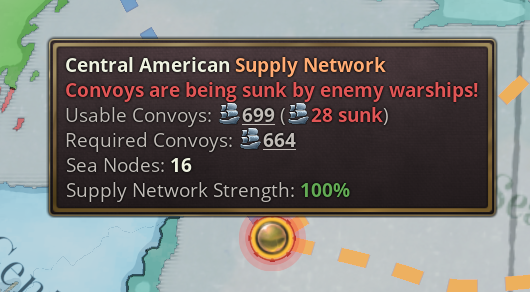 Central American Supply Network
Convoys are being sunk by enemy warships!
Usable Convoys: 699 (28 sunk)
Required Convoys: 664
Sea Nodes: 16
Supply Network Strength: 100%